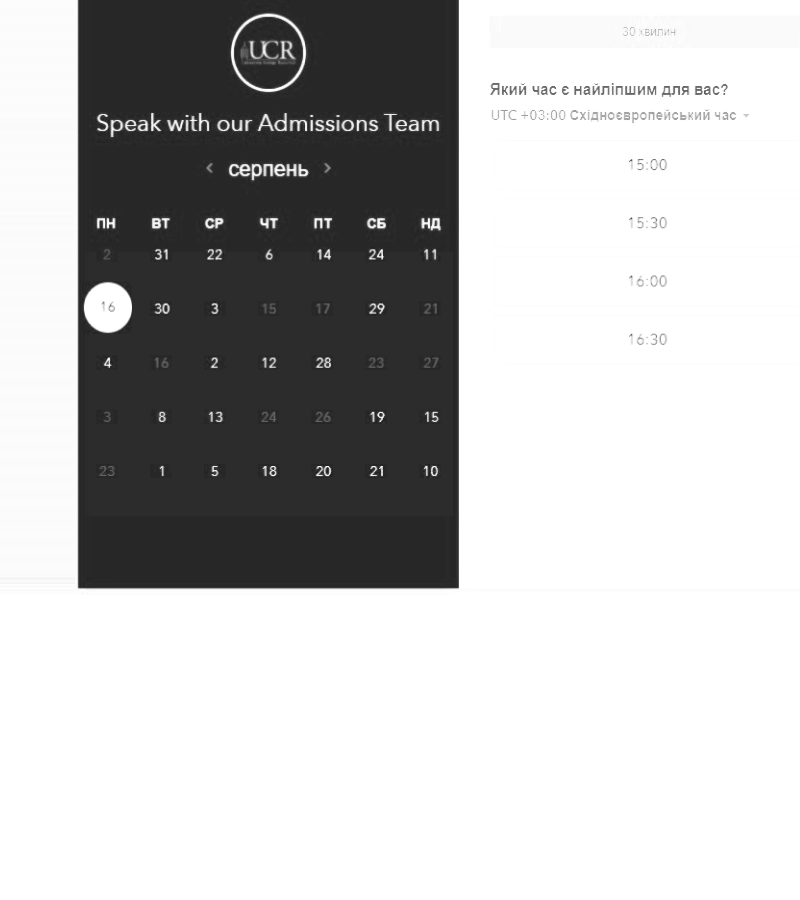 UCR
Speak with our Admissions Team
< серпень >
ПН ВТ СР ЧТ ПТ СБ НД
2 31 22 6 14 24 11
16 30 3 15 17 29 21
4 16 2 12 28 23 27
3 8 13 24 26 19 15
23 1 5 18 20 21 10
30 хвилин
Який час є найліпшим для вас?
UTC +03:00 Східноєвропейський час
15:00
15:30
16:00
16:30